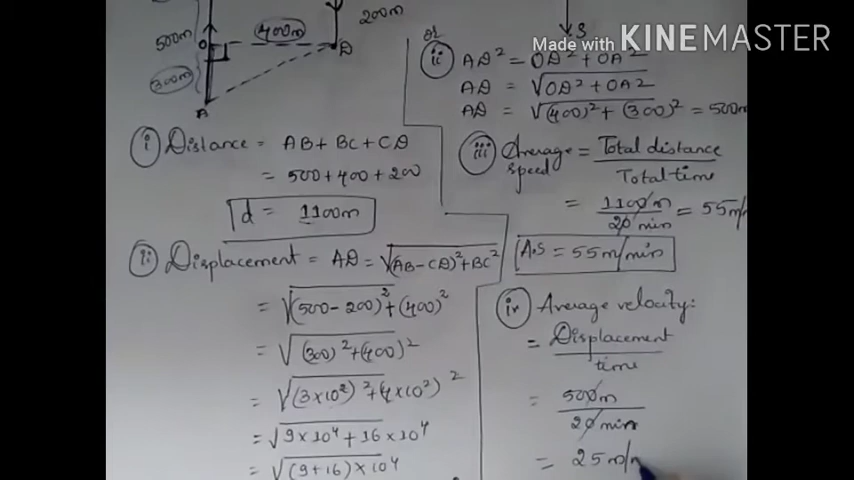 500m
O
400m
D
200m
300m
A
S
Made with KINEMASTER
(i) Distance = AB + BC + CD
= 500 + 400 + 200
d = 1100m
(ii) Displacement = AD = √(AB-CD)²+BC²
= √(500-200)²+(400)²
= √(300)²+(400)²
= √(3×10²)²+(4×10²)²
= √9×10⁴+16×10⁴
= √(9+16)×10⁴
or
(ii) AD² = OD² + OA²
AD = √OD² + OA²
AD = √(400)² + (300)² = 500m
(iii) Average speed = Total distance
Total time
= 1100m
20 min
= 55m/
A.S = 55m/min
(iv) Average velocity:
= Displacement
time
= 500m
20 min
= 25m/